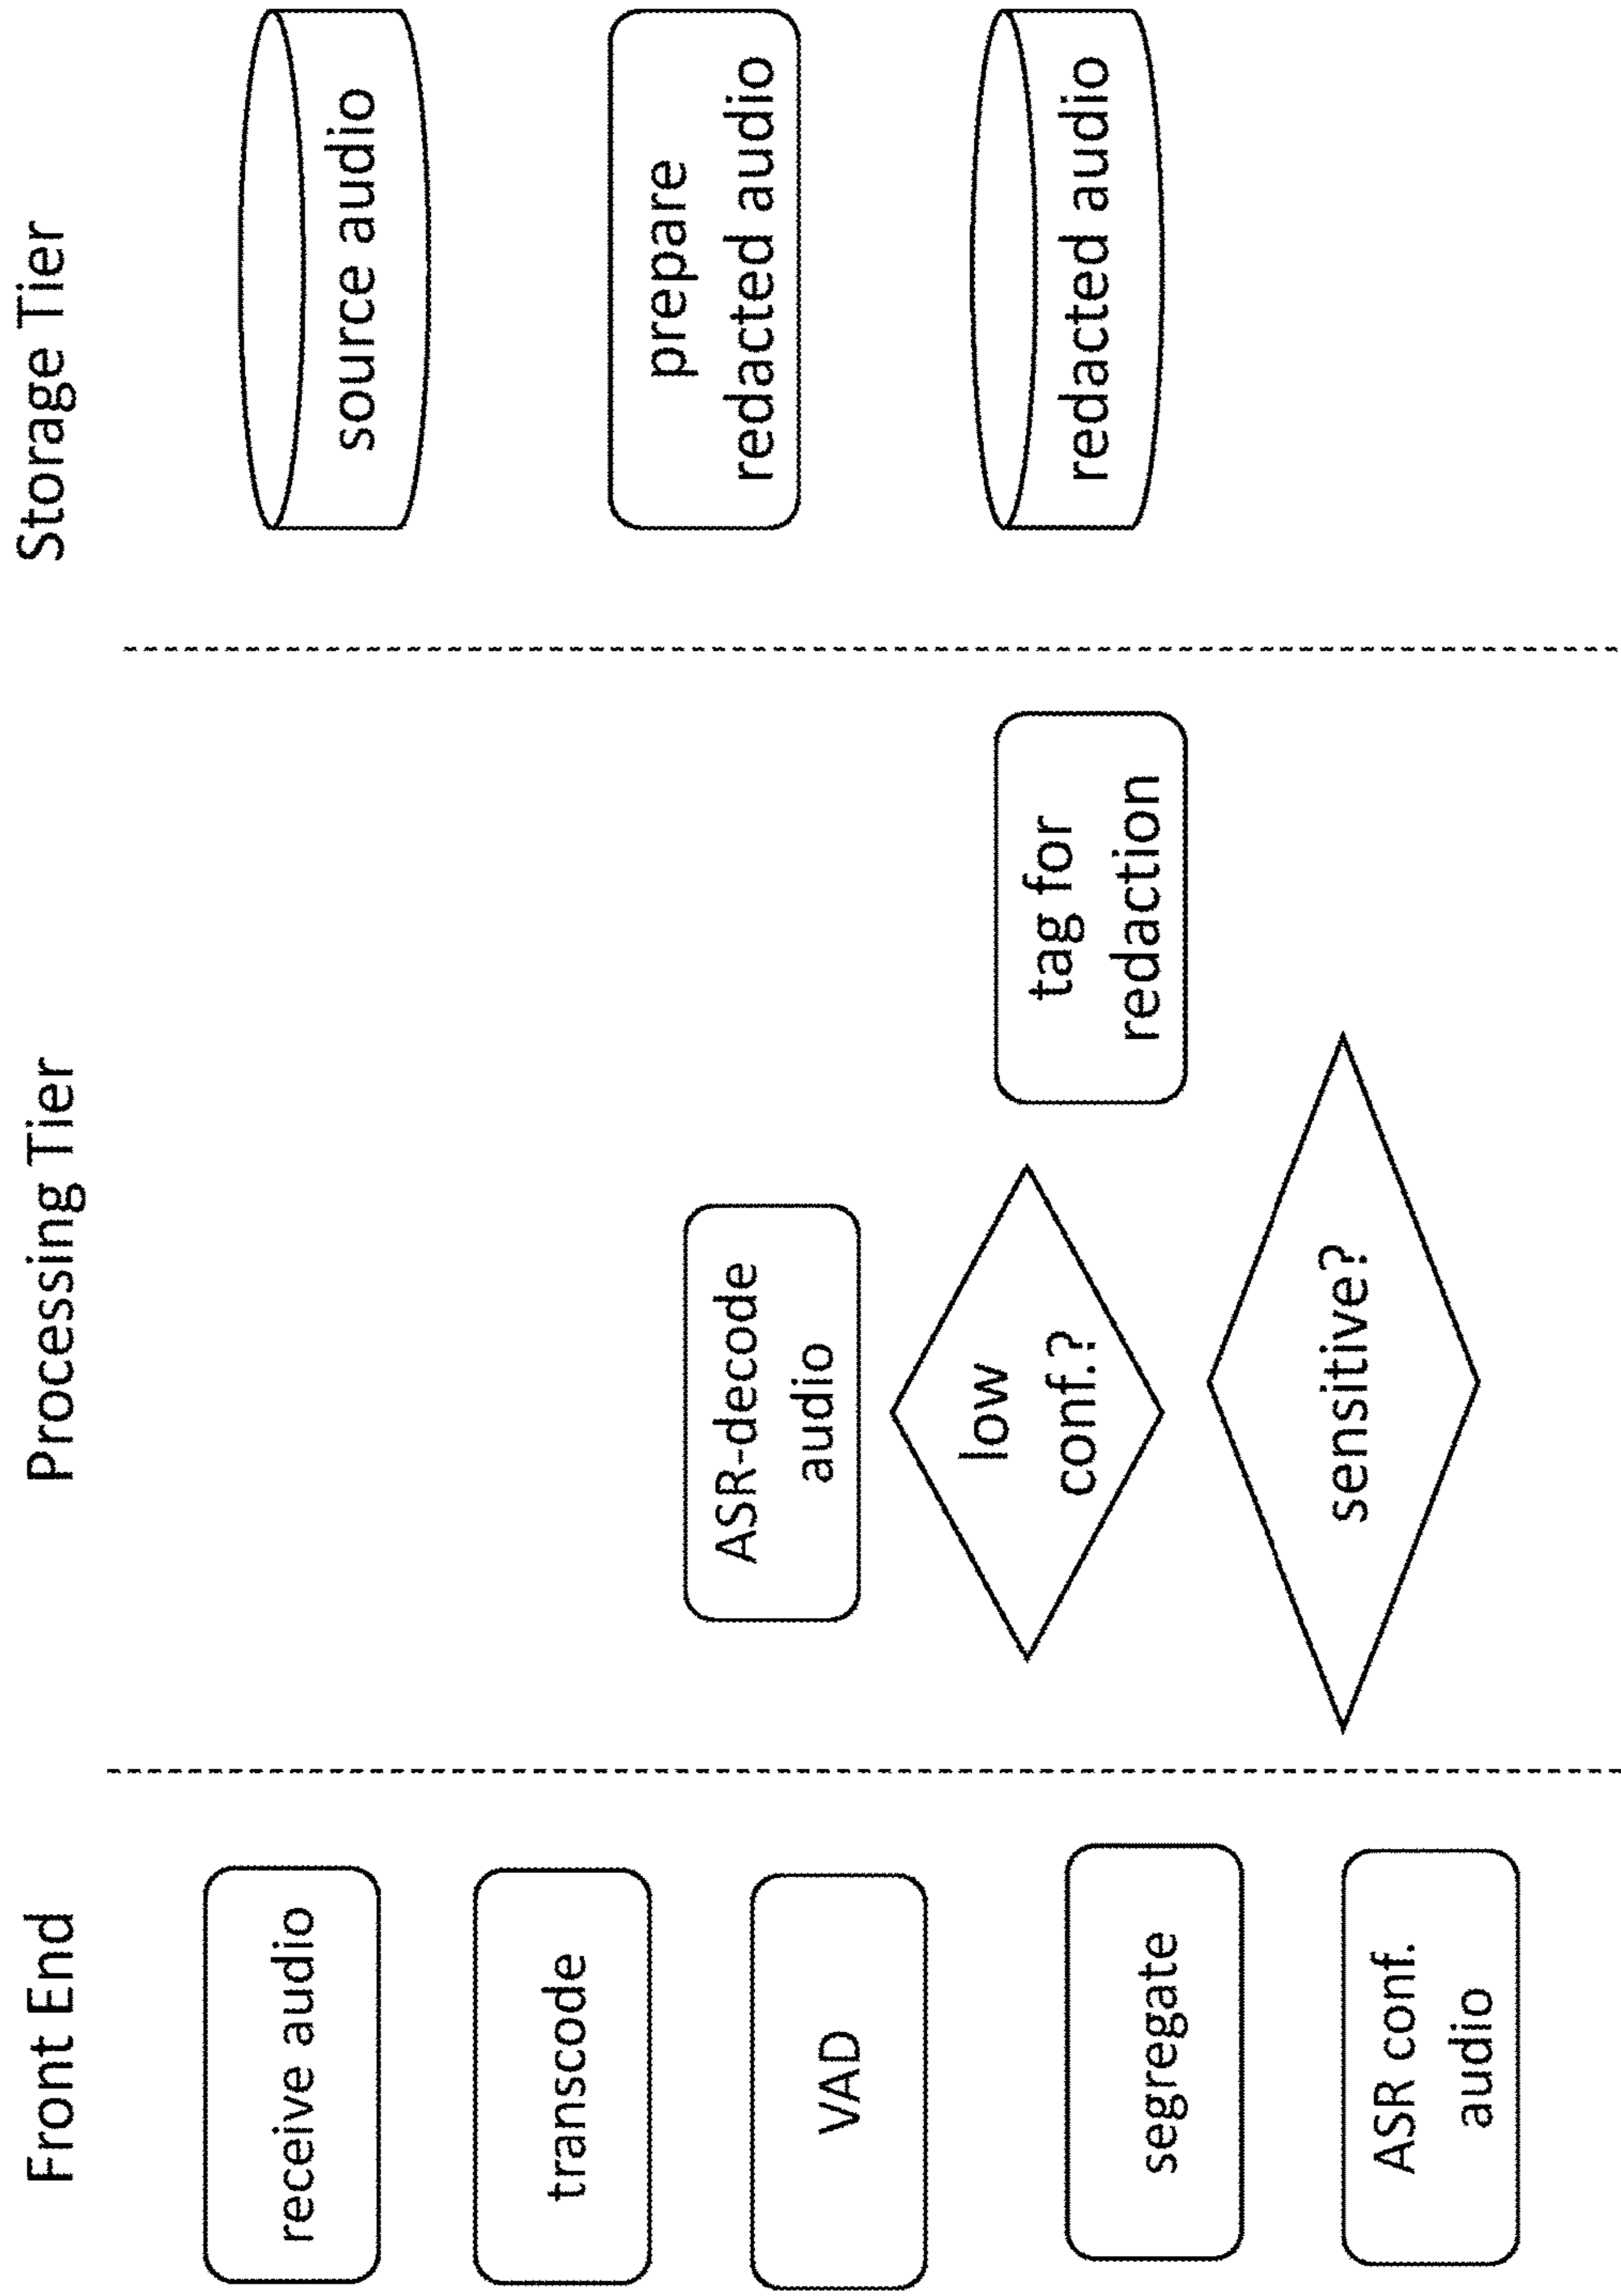 Front End
receive audio
transcode
VAD
segregate
ASR conf.
audio
Processing Tier
ASR-decode
audio
low
conf.?
sensitive?
tag for
redaction
Storage Tier
source audio
prepare
redacted audio
redacted audio